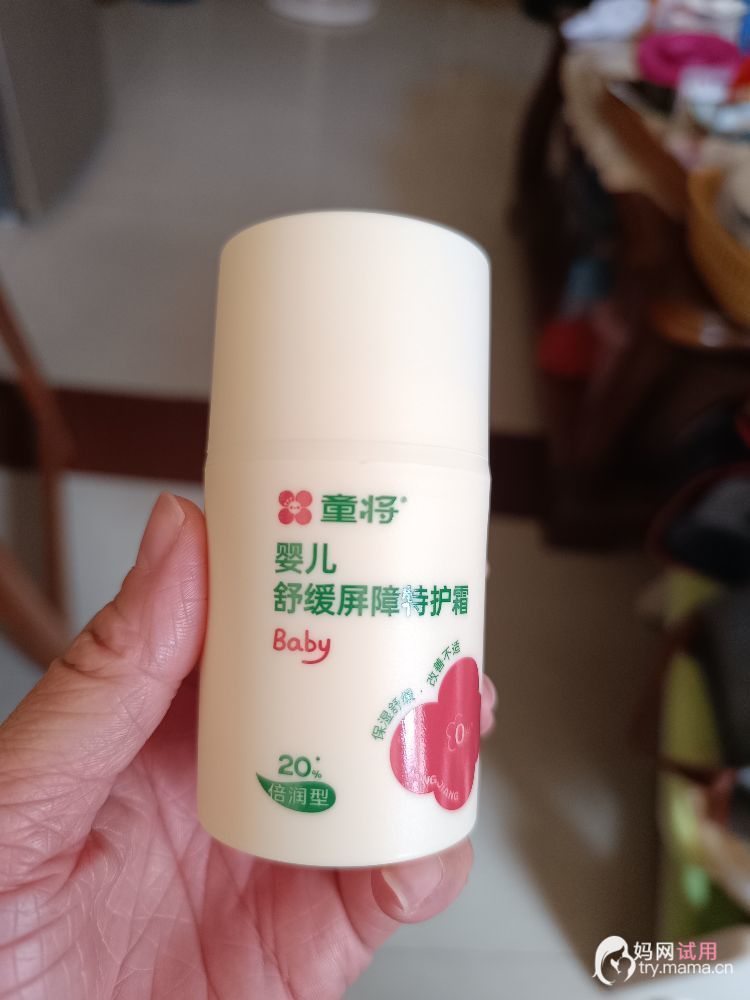 童将
婴儿
舒缓屏障特护霜
Baby
保湿舒缓·改善不适
20%
倍润型
妈网试用
try.mama.cn